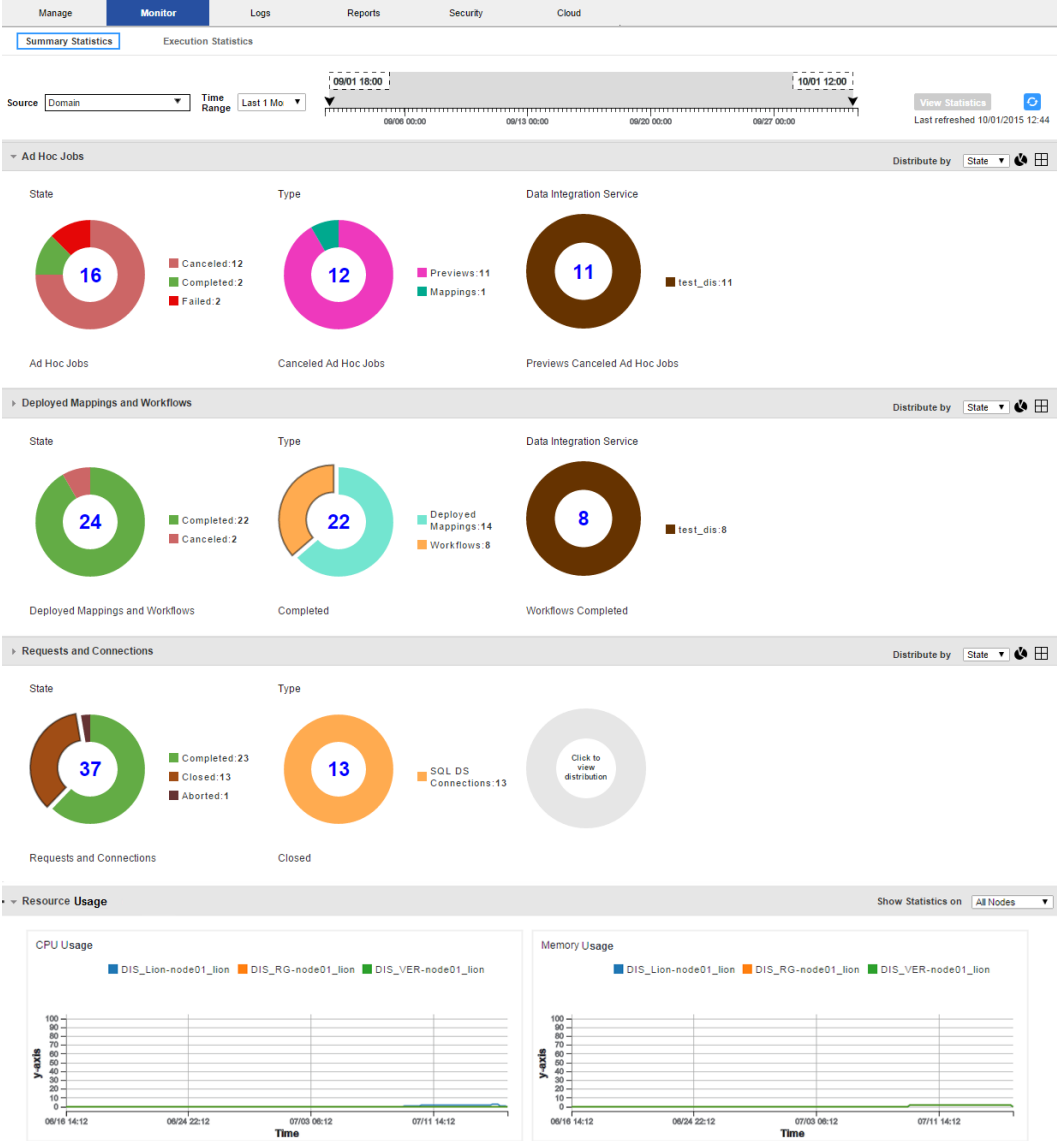 Manage Monitor Logs Reports Security Cloud
Summary Statistics Execution Statistics
09/01 18:00 10/01 12:00
Source Domain Time Range Last 1 Mo
View Statistics
09/06 00:00 09/13 00:00 09/20 00:00 09/27 00:00
Last refreshed 10/01/2015 12:44
Ad Hoc Jobs Distribute by State
State Type Data Integration Service
16 Canceled:12
Completed:2
Failed:2
12 Previews:11
Mappings:1
11 test_dis:11
Ad Hoc Jobs Canceled Ad Hoc Jobs Previews Canceled Ad Hoc Jobs
Deployed Mappings and Workflows Distribute by State
State Type Data Integration Service
24 Completed:22
Canceled:2
22 Deployed
Mappings:14
Workflows:8
8 test_dis:8
Deployed Mappings and Workflows Completed Workflows Completed
Requests and Connections Distribute by State
State Type
37 Completed:23
Closed:13
Aborted:1
13 SQL DS
Connections:13
Click to
view
distribution
Requests and Connections Closed
Resource Usage Show Statistics on All Nodes
CPU Usage
DIS_Lion-node01_lion DIS_RG-node01_lion DIS_VER-node01_lion
100
90
80
70
60
50
40
30
20
10
0
y-axis
06/16 14:12 06/24 22:12 07/03 06:12 07/11 14:12
Time
Memory Usage
DIS_Lion-node01_lion DIS_RG-node01_lion DIS_VER-node01_lion
100
90
80
70
60
50
40
30
20
10
0
y-axis
06/16 14:12 06/24 22:12 07/03 06:12 07/11 14:12
Time